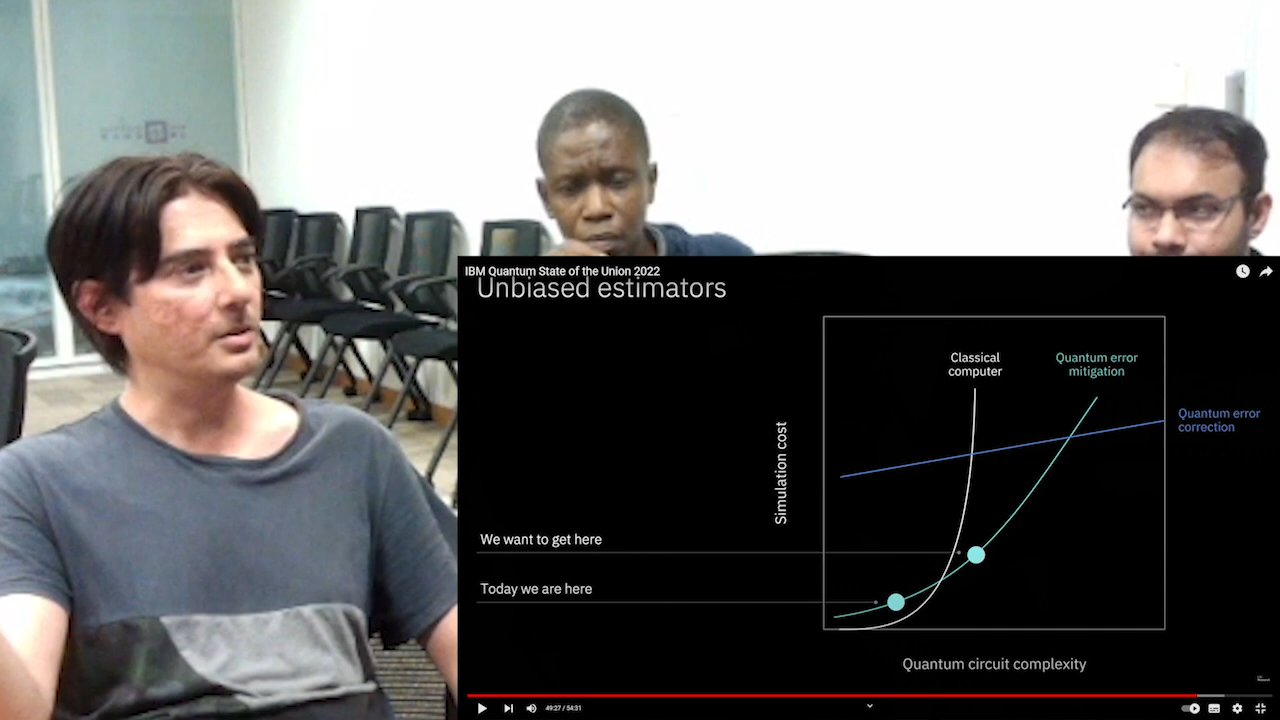 IBM Quantum State of the Union 2022
Unbiased estimators
Classical
computer
Quantum error
mitigation
Quantum error
correction
Simulation cost
We want to get here
Today we are here
Quantum circuit complexity
49:27 / 54:31